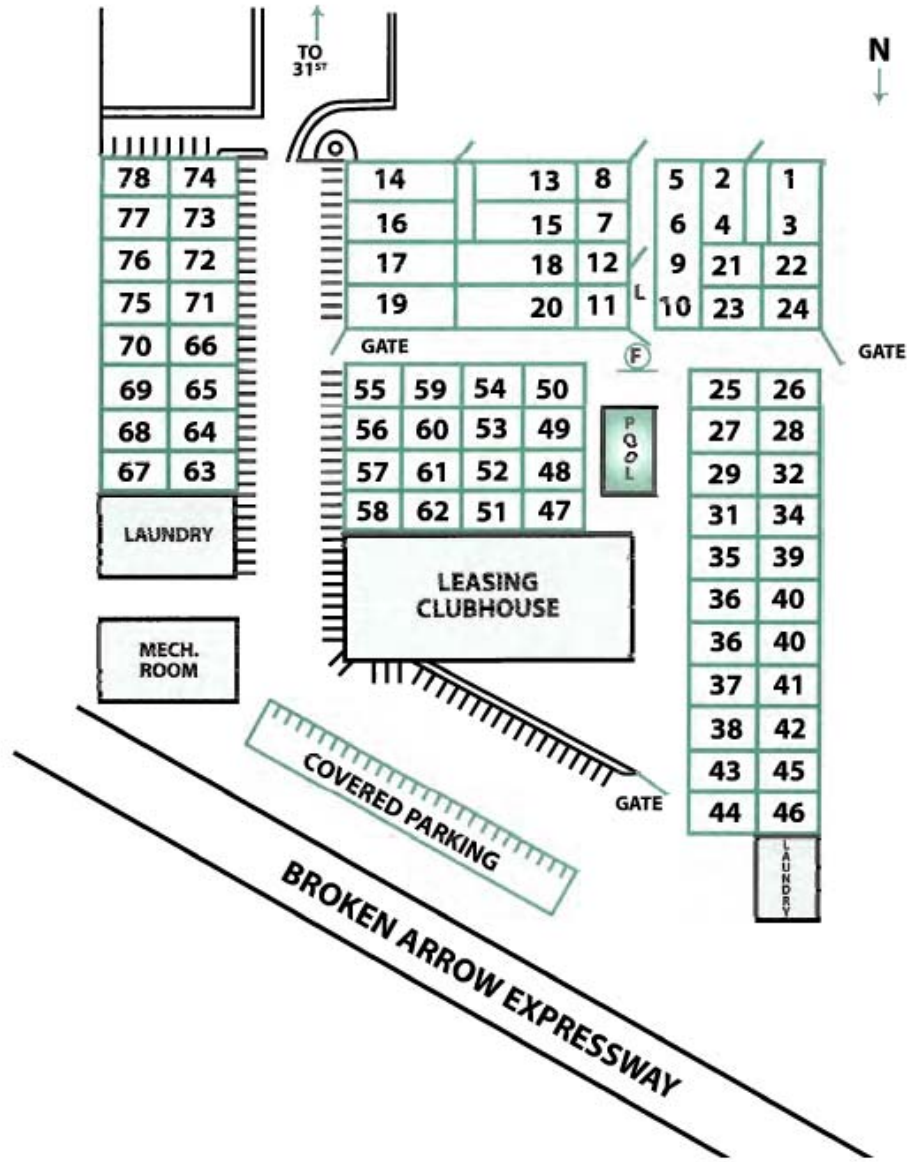 TO
31ST
N
78 74
77 73
76 72
75 71
70 66
69 65
68 64
67 63
LAUNDRY
MECH.
ROOM
14 13 8
16 15 7
17 18 12
19 20 11
L
5 2 1
6 4 3
9 21 22
10 23 24
GATE
F
GATE
55 59 54 50
56 60 53 49
57 61 52 48
58 62 51 47
POOL
LEASING
CLUBHOUSE
25 26
27 28
29 32
31 34
35 39
36 40
36 40
37 41
38 42
43 45
44 46
LAUNDRY
GATE
COVERED PARKING
BROKEN ARROW EXPRESSWAY